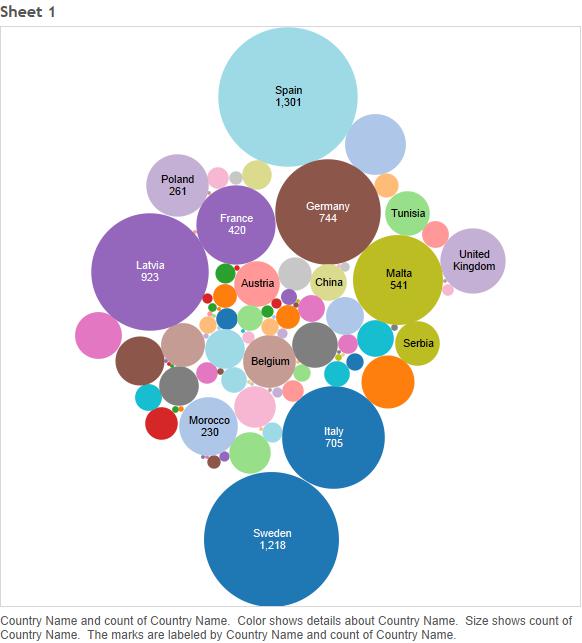 Sheet 1
Spain
1,301
Poland
261
Germany
744
France
420
Tunisia
United
Kingdom
Latvia
923
Austria
China
Malta
541
Serbia
Belgium
Morocco
230
Italy
705
Sweden
1,218
Country Name and count of Country Name.  Color shows details about Country Name.  Size shows count of
Country Name.  The marks are labeled by Country Name and count of Country Name.